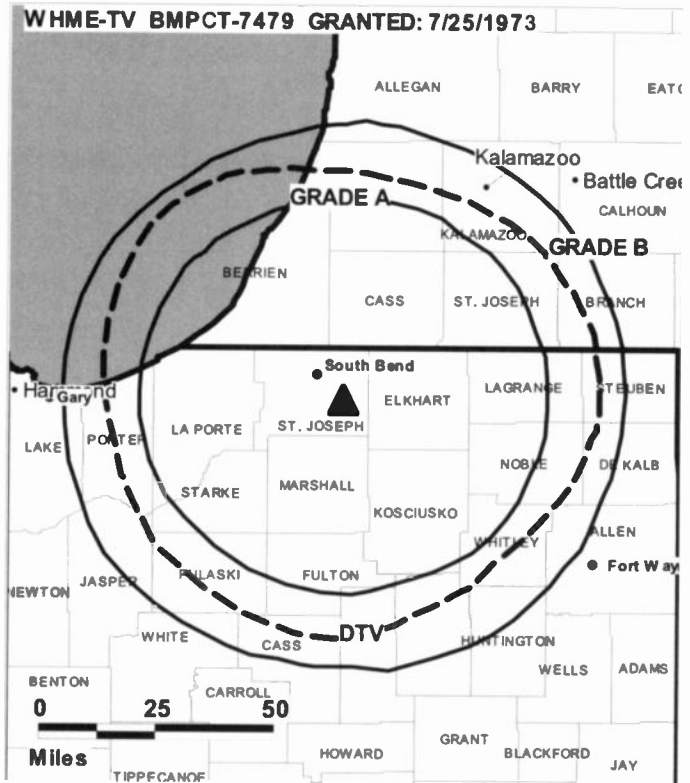 WHME-TV BMPCT-7479 GRANTED: 7/25/1973
ALLEGAN
BARRY
EATO
Kalamazoo
Battle Cree
CALHOUN
GRADE A
KALAMAZOO
GRADE B
BERRIEN
CASS
ST. JOSEPH
BRANCH
South Bend
Hammond
Gary
ELKHART
LAGRANGE
STEUBEN
LAKE
PORTER
LA PORTE
ST. JOSEPH
NOBLE
DE KALB
STARKE
MARSHALL
KOSCIUSKO
WHITLEY
ALLEN
Fort Way
NEWTON
JASPER
PULASKI
FULTON
WHITE
CASS
DTV
HUNTINGTON
WELLS
ADAMS
BENTON
CARROLL
0 25 50
Miles
HOWARD
GRANT
BLACKFORD
JAY
TIPPECANOE